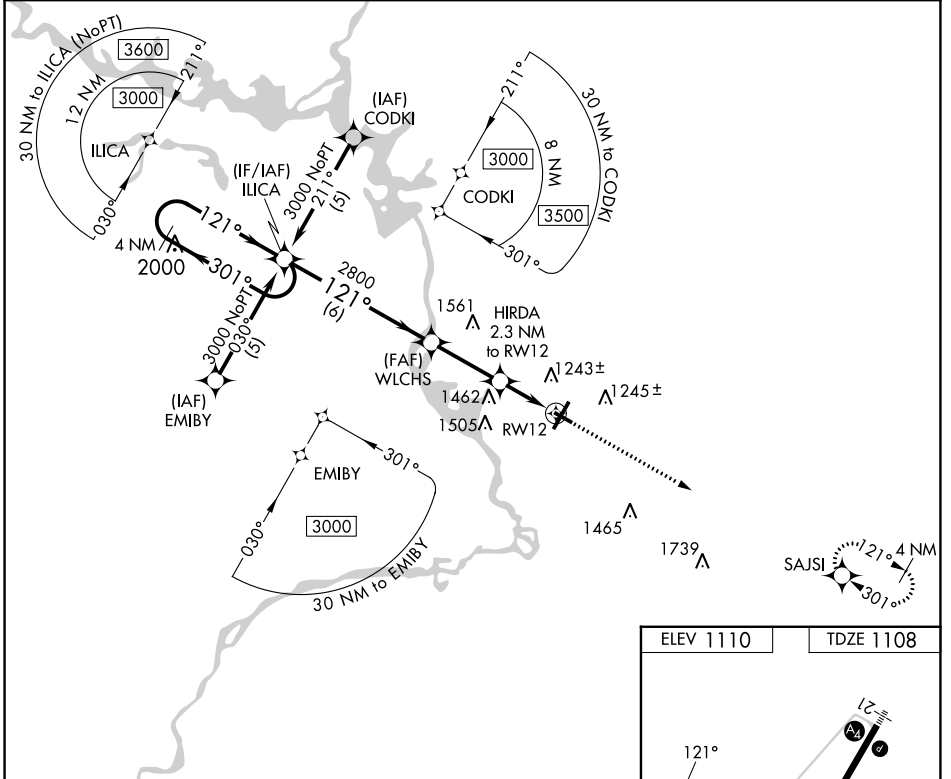 30 NM to ILICA (NoPT)
3600
211°
12 NM
3000
ILICA
030°
(IAF)
CODKI
3000 NoPT
211°
(5)
(IF/IAF)
ILICA
211°
30 NM to CODKI
3000
8 NM
CODKI
3500
301°
121°
4 NM
2000
301°
2800
121°
(6)
3000 NoPT
030°
(5)
(IAF)
EMIBY
1561
HIRDA
2.3 NM
to RW12
(FAF)
WLCHS
1243±
1245±
1462
1505
RW12
301°
EMIBY
030°
3000
30 NM to EMIBY
1465
1739
SAJSI
121°
4 NM
301°
ELEV 1110
TDZE 1108
21
A4
P
121°